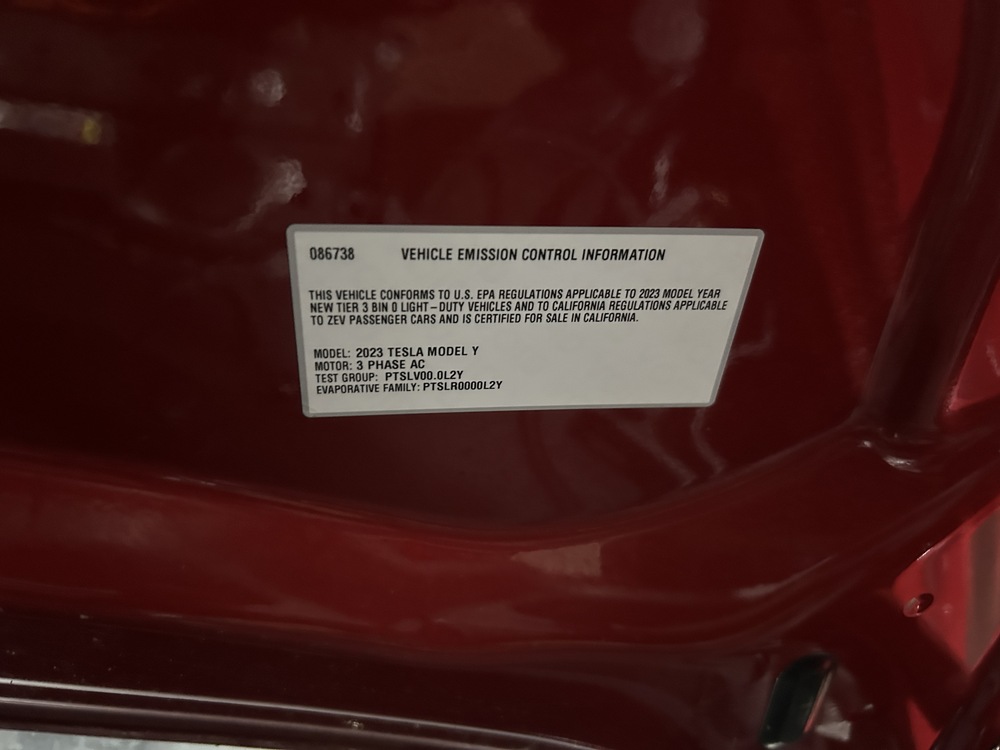 086738 VEHICLE EMISSION CONTROL INFORMATION
THIS VEHICLE CONFORMS TO U.S. EPA REGULATIONS APPLICABLE TO 2023 MODEL YEAR
NEW TIER 3 BIN 0 LIGHT-DUTY VEHICLES AND TO CALIFORNIA REGULATIONS APPLICABLE
TO ZEV PASSENGER CARS AND IS CERTIFIED FOR SALE IN CALIFORNIA.
MODEL: 2023 TESLA MODEL Y
MOTOR: 3 PHASE AC
TEST GROUP: PTSLV00.0L2Y
EVAPORATIVE FAMILY: PTSLR0000L2Y